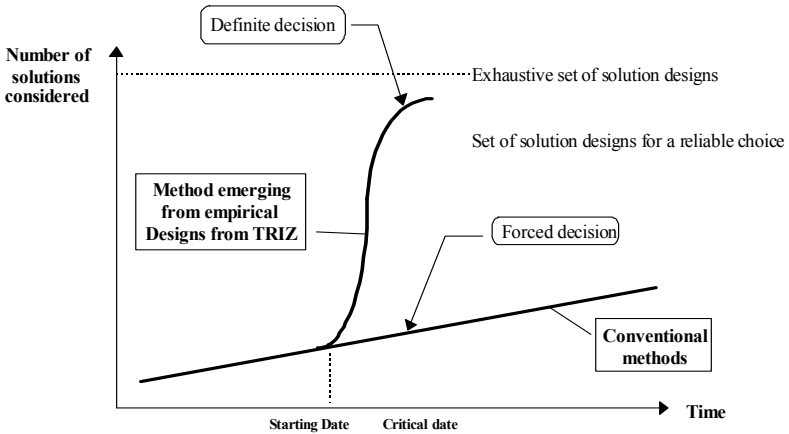 Definite decision
Number of
solutions
considered
Exhaustive set of solution designs
Set of solution designs for a reliable choice
Method emerging
from empirical
Designs from TRIZ
Forced decision
Conventional
methods
Time
Starting Date
Critical date